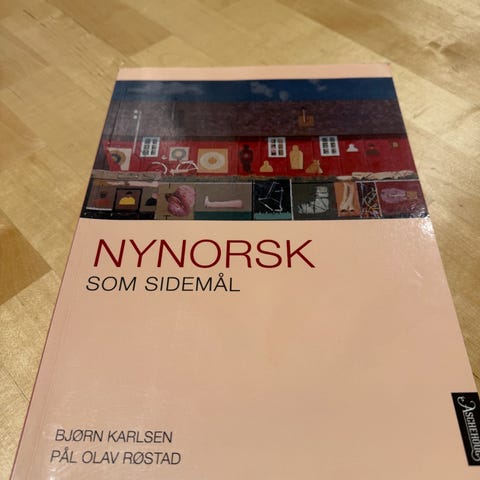 NYNORSK
SOM SIDEMÅL
BJØRN KARLSEN
PÅL OLAV RØSTAD
ASCHEHOUG